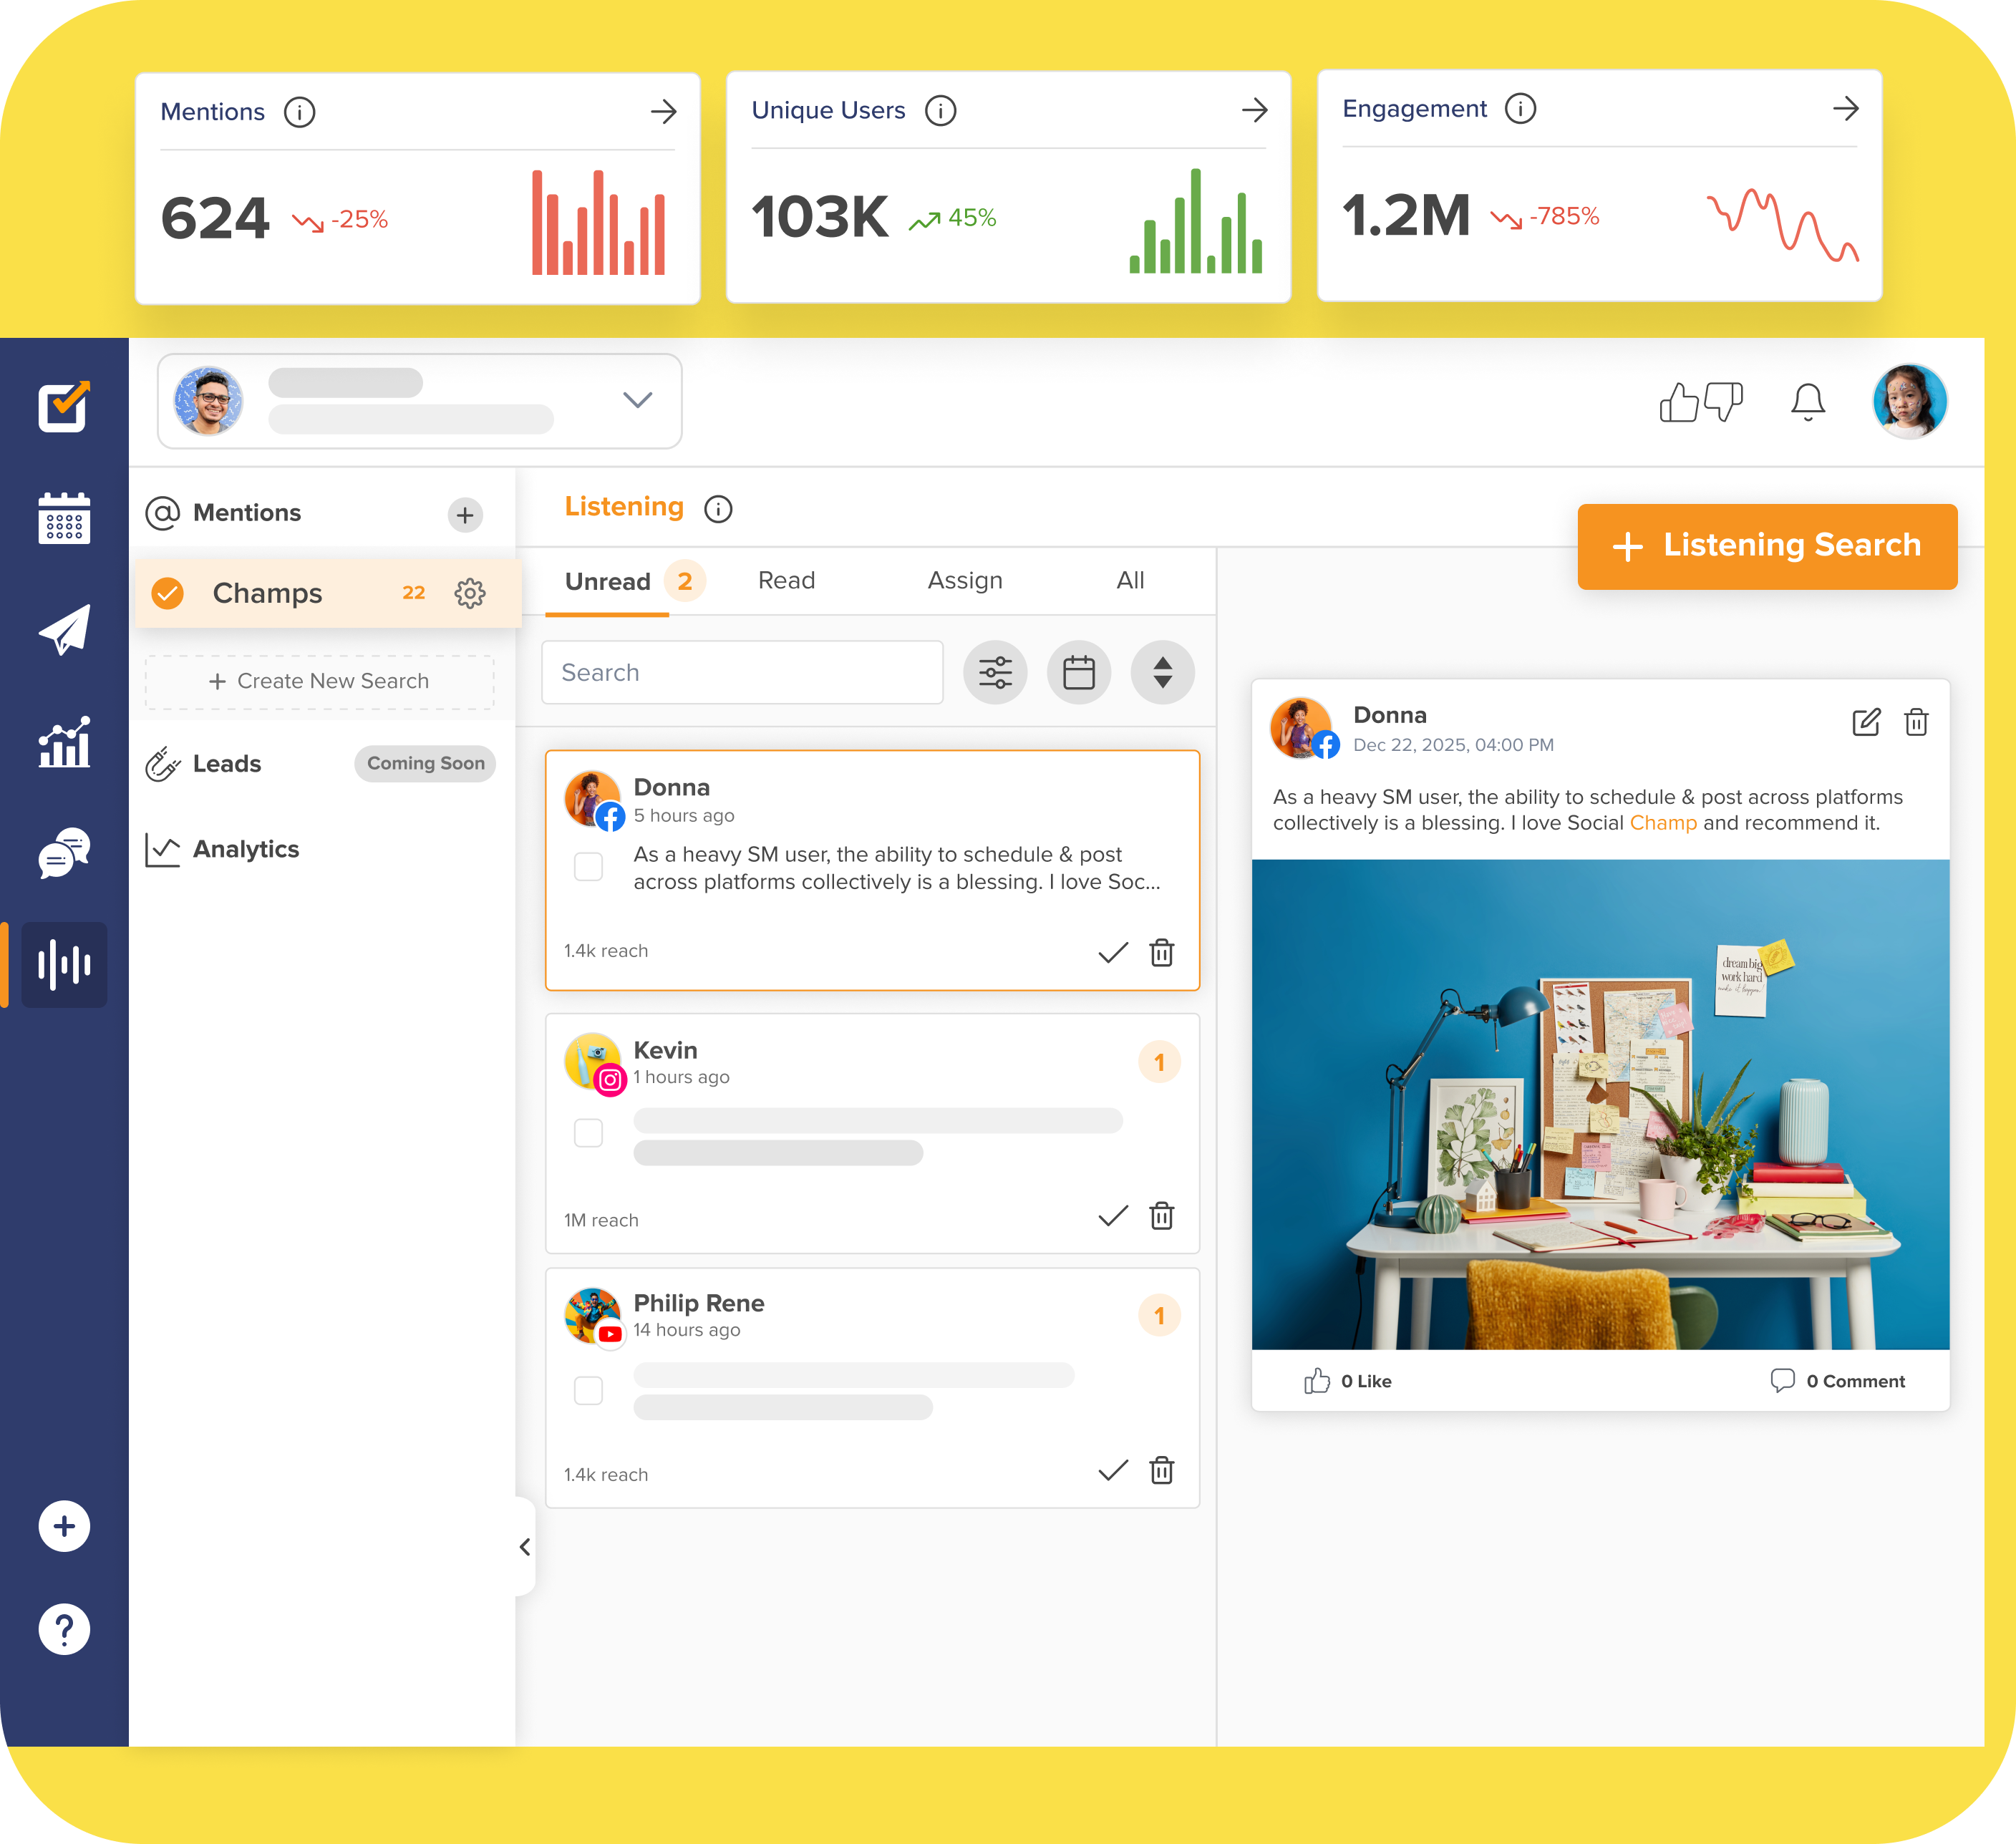 Mentions
624 -25%
Unique Users
103K 45%
Engagement
1.2M -785%
Mentions
Champs 22
+ Create New Search
Leads Coming Soon
Analytics
Listening
+ Listening Search
Unread 2 Read Assign All
Search
Donna
5 hours ago
As a heavy SM user, the ability to schedule & post
across platforms collectively is a blessing. I love Soc...
1.4k reach
Kevin
1 hours ago
1
1M reach
Philip Rene
14 hours ago
1
1.4k reach
Donna
Dec 22, 2025, 04:00 PM
As a heavy SM user, the ability to schedule & post across platforms
collectively is a blessing. I love Social Champ and recommend it.
dream big
work hard
make it happen
0 Like
0 Comment